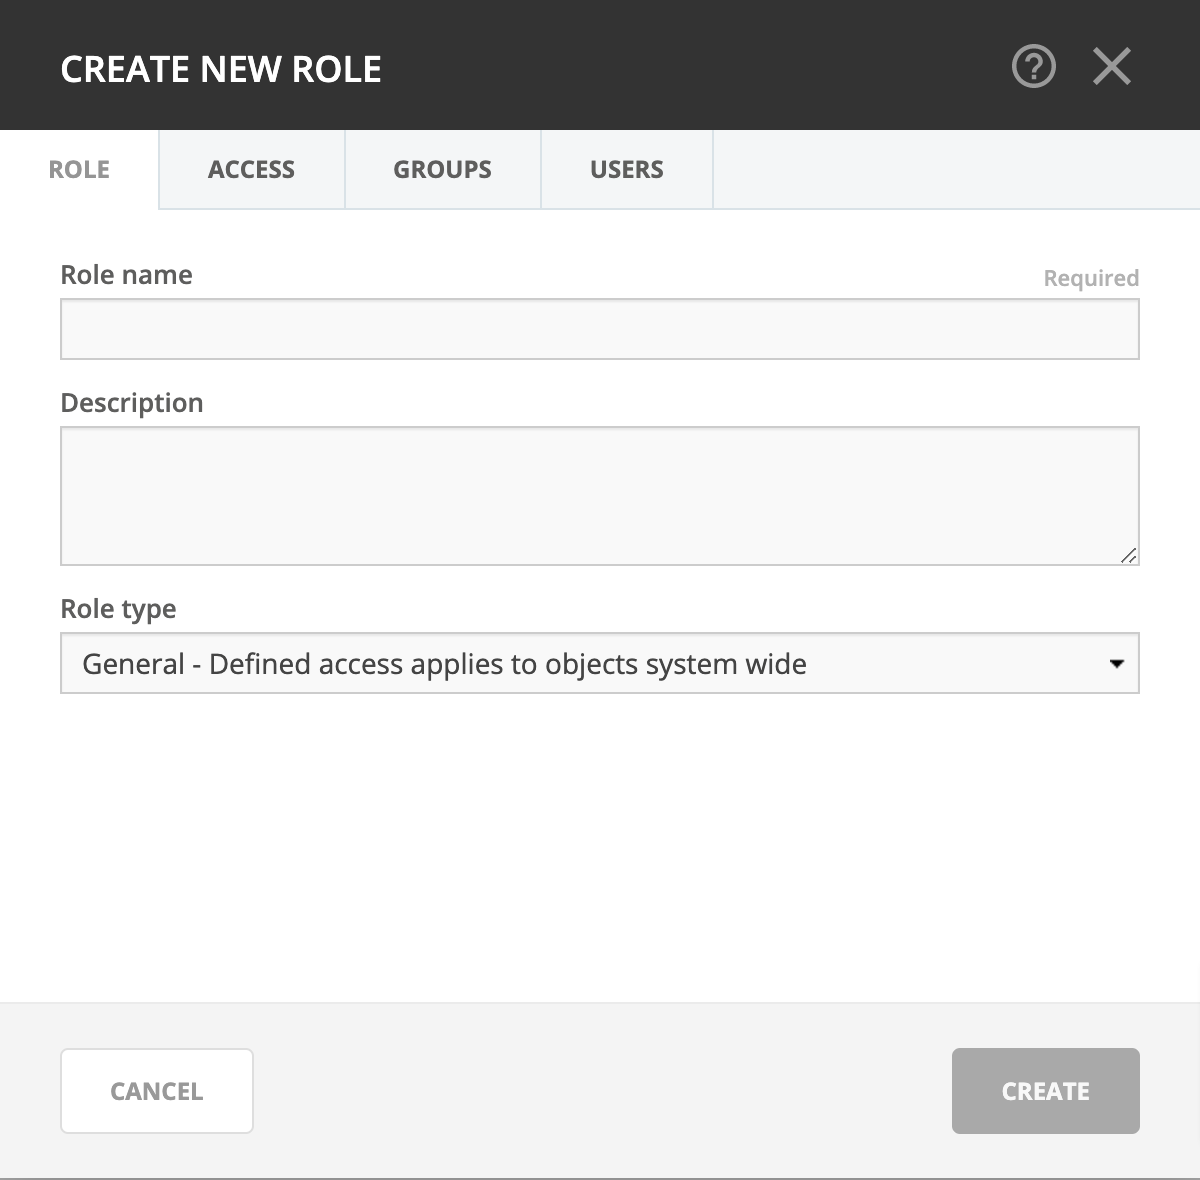 CREATE NEW ROLE
ROLE ACCESS GROUPS USERS
Role name Required
Description
Role type
General - Defined access applies to objects system wide
CANCEL CREATE